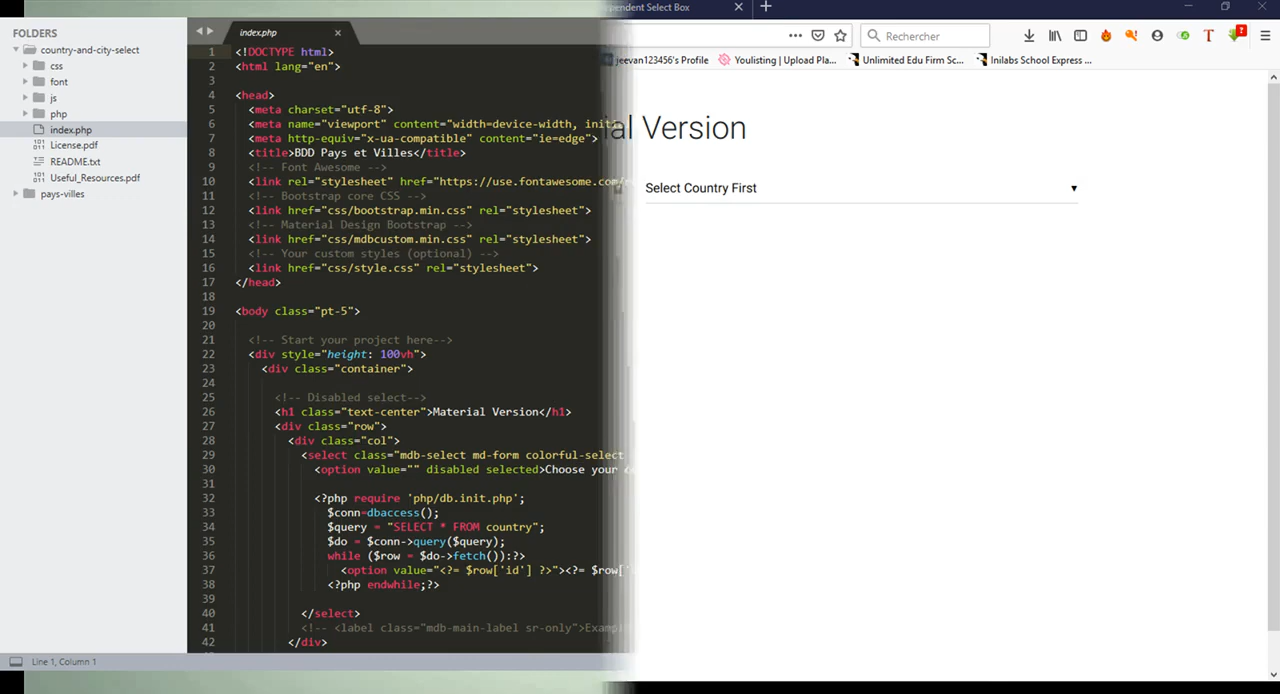 FOLDERS
country-and-city-select
css
font
js
php
index.php
License.pdf
README.txt
Useful_Resources.pdf
pays-villes
index.php
1 <!DOCTYPE html>
2 <html lang="en">
3
4 <head>
5 <meta charset="utf-8">
6 <meta name="viewport" content="width=device-width,
7 <meta http-equiv="x-ua-compatible" content="ie=edge">
8 <title>BDD Pays et Villes</title>
9 <!-- Font Awesome -->
10 <link rel="stylesheet" href="https://use.fontawesome.com/
11 <!-- Bootstrap core CSS -->
12 <link href="css/bootstrap.min.css" rel="stylesheet">
13 <!-- Material Design Bootstrap -->
14 <link href="css/mdbcustom.min.css" rel="stylesheet">
15 <!-- Your custom styles (optional) -->
16 <link href="css/style.css" rel="stylesheet">
17 </head>
18
19 <body class="pt-5">
20
21 <!-- Start your project here-->
22 <div style="height: 100vh">
23 <div class="container">
24
25 <!-- Disabled select-->
26 <h1 class="text-center">Material Version</h1>
27 <div class="row">
28 <div class="col">
29 <select class="mdb-select md-form colorful-select
30 <option value="" disabled selected>Choose your
31
32 <?php require 'php/db.init.php';
33 $conn=dbaccess();
34 $query = "SELECT * FROM country";
35 $do = $conn->query($query);
36 while ($row = $do->fetch()):?>
37 <option value="<?= $row['id'] ?>"><?= $row['
38 <?php endwhile;?>
39
40 </select>
41 <!-- <label class="mdb-main-label sr-only">Exam
42 </div>
Line 1, Column 1
ependent Select Box
Rechercher
jeevan123456's Profile
Youlisting | Upload Pla...
Unlimited Edu Firm Sc...
Inilabs School Express ...
al Version
Select Country First